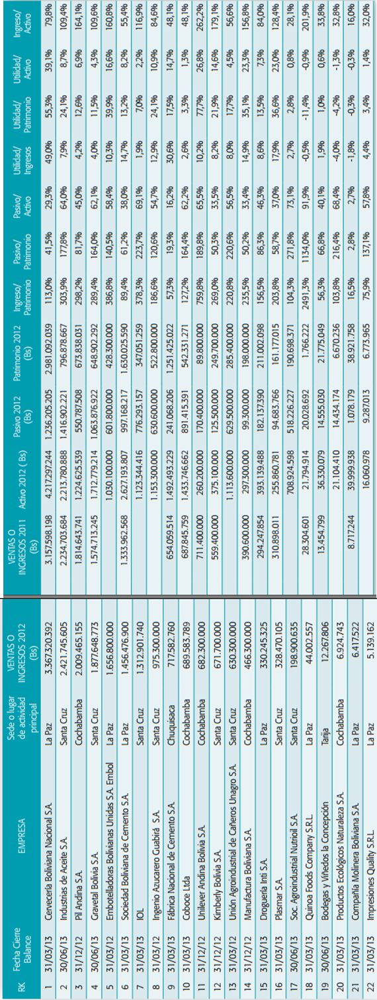 RK Fecha Cierre Balance EMPRESA Sede o lugar de actividad principal VENTAS O INGRESOS 2012 (Bs) VENTAS O INGRESOS 2011 (Bs) Activo 2012 ( Bs) Pasivo 2012 (Bs) Patrimonio 2012 (Bs) Ingreso/ Patrimonio Pasivo/ Patrimonio Pasivo/ Activo Utilidad/ Ingresos Utilidad/ Patrimonio Utilidad/ Activo Ingreso/ Activo
1 31/03/13 Cervecería Boliviana Nacional S.A. La Paz 3.367.320.392 3.157.598.198 4.217.297.244 1.236.205.205 2.981.092.039 113,0% 41,5% 29,3% 49,0% 55,3% 39,1% 79,8%
2 30/06/13 Industrias de Aceite S.A. Santa Cruz 2.421.745.605 2.234.703.684 2.213.780.888 1.416.902.221 796.878.667 303,9% 177,8% 64,0% 7,9% 24,1% 8,7% 109,4%
3 31/12/12 Pil Andina S.A. Cochabamba 2.009.465.155 1.814.643.741 1.224.625.539 550.787.508 673.838.031 298,2% 81,7% 45,0% 4,2% 12,6% 6,9% 164,1%
4 30/06/13 Gravetal Bolivia S.A. Santa Cruz 1.877.648.773 1.574.713.245 1.712.779.214 1.063.876.922 648.902.292 289,4% 164,0% 62,1% 4,0% 11,5% 4,3% 109,6%
5 31/03/12 Embotelladoras Bolivianas Unidas S.A. Embol La Paz 1.656.800.000 1.030.100.000 601.800.000 428.300.000 386,8% 140,5% 58,4% 10,3% 39,9% 16,6% 160,8%
6 31/03/13 Sociedad Boliviana de Cemento S.A. La Paz 1.456.476.900 1.333.962.568 2.627.193.807 997.168.217 1.630.025.590 89,4% 61,2% 38,0% 14,7% 13,2% 8,2% 55,4%
7 31/03/13 IOL Santa Cruz 1.312.901.740 1.123.344.416 776.293.157 347.051.259 378,3% 223,7% 69,1% 1,9% 7,0% 2,2% 116,9%
8 31/03/12 Ingenio Azucarero Guabirá S.A. Santa Cruz 975.300.000 1.153.300.000 630.600.000 522.800.000 186,6% 120,6% 54,7% 12,9% 24,1% 10,9% 84,6%
9 31/03/13 Fábrica Nacional de Cemento S.A. Chuquisaca 717.582.760 654.059.514 1.492.493.229 241.068.206 1.251.425.022 57,3% 19,3% 16,2% 30,6% 17,5% 14,7% 48,1%
10 31/03/13 Coboce Ltda Cochabamba 689.583.789 687.845.759 1.433.746.662 891.415.391 542.331.271 127,2% 164,4% 62,2% 2,6% 3,3% 1,3% 48,1%
11 31/12/12 Unilever Andina Bolivia S.A. Cochabamba 682.300.000 711.400.000 260.200.000 170.400.000 89.800.000 759,8% 189,8% 65,5% 10,2% 77,7% 26,8% 262,2%
12 31/12/12 Kimberly Bolivia S.A. Santa Cruz 671.700.000 559.400.000 375.100.000 125.500.000 249.700.000 269,0% 50,3% 33,5% 8,2% 21,9% 14,6% 179,1%
13 31/03/12 Unión Agroindustrial de Cañeros Unagro S.A. Santa Cruz 630.300.000 1.113.600.000 629.500.000 285.400.000 220,8% 220,6% 56,5% 8,0% 17,7% 4,5% 56,6%
14 31/12/12 Manufactura Boliviana S.A. Cochabamba 466.300.000 390.600.000 297.300.000 99.300.000 198.000.000 235,5% 50,2% 33,4% 14,9% 35,1% 23,3% 156,8%
15 31/03/13 Droguería Inti S.A. La Paz 330.245.325 294.247.854 393.139.488 182.137.390 211.002.098 156,5% 86,3% 46,3% 8,6% 13,5% 7,3% 84,0%
16 31/03/13 Plasmar S.A. Santa Cruz 328.470.105 310.898.011 255.860.781 94.683.766 161.177.015 203,8% 58,7% 37,0% 17,9% 36,6% 23,0% 128,4%
17 30/06/13 Soc. Agroindustrial Nutrioil S.A. Santa Cruz 198.900.635 708.924.598 518.226.227 190.698.371 104,3% 271,8% 73,1% 2,7% 2,8% 0,8% 28,1%
18 31/03/13 Quinoa Foods Company S.R.L. La Paz 44.002.557 28.304.601 21.794.914 20.028.692 1.766.222 2491,3% 1134,0% 91,9% -0,5% -11,4% -0,9% 201,9%
19 30/06/13 Bodegas y Viñedos la Concepción Tarija 12.267.806 13.454.799 36.330.079 14.555.030 21.775.049 56,3% 66,8% 40,1% 1,9% 1,0% 0,6% 33,8%
20 31/03/13 Productos Ecológicos Naturaleza S.A. Cochabamba 6.924.743 21.104.410 14.434.174 6.670.236 103,8% 216,4% 68,4% -4,0% -4,2% -1,3% 32,8%
21 31/03/13 Compañía Molinera Boliviana S.A. La Paz 6.417.522 8.717.244 39.999.938 1.078.179 38.921.758 16,5% 2,8% 2,7% -1,8% -0,3% -0,3% 16,0%
22 31/03/13 Impresiones Quality S.R.L. La Paz 5.139.162 16.060.978 9.287.013 6.773.965 75,9% 137,1% 57,8% 4,4% 3,4% 1,4% 32,0%